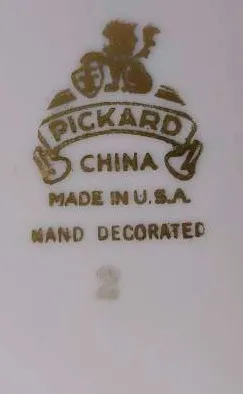 PICKARD
CHINA
MADE IN U.S.A.
HAND DECORATED
2